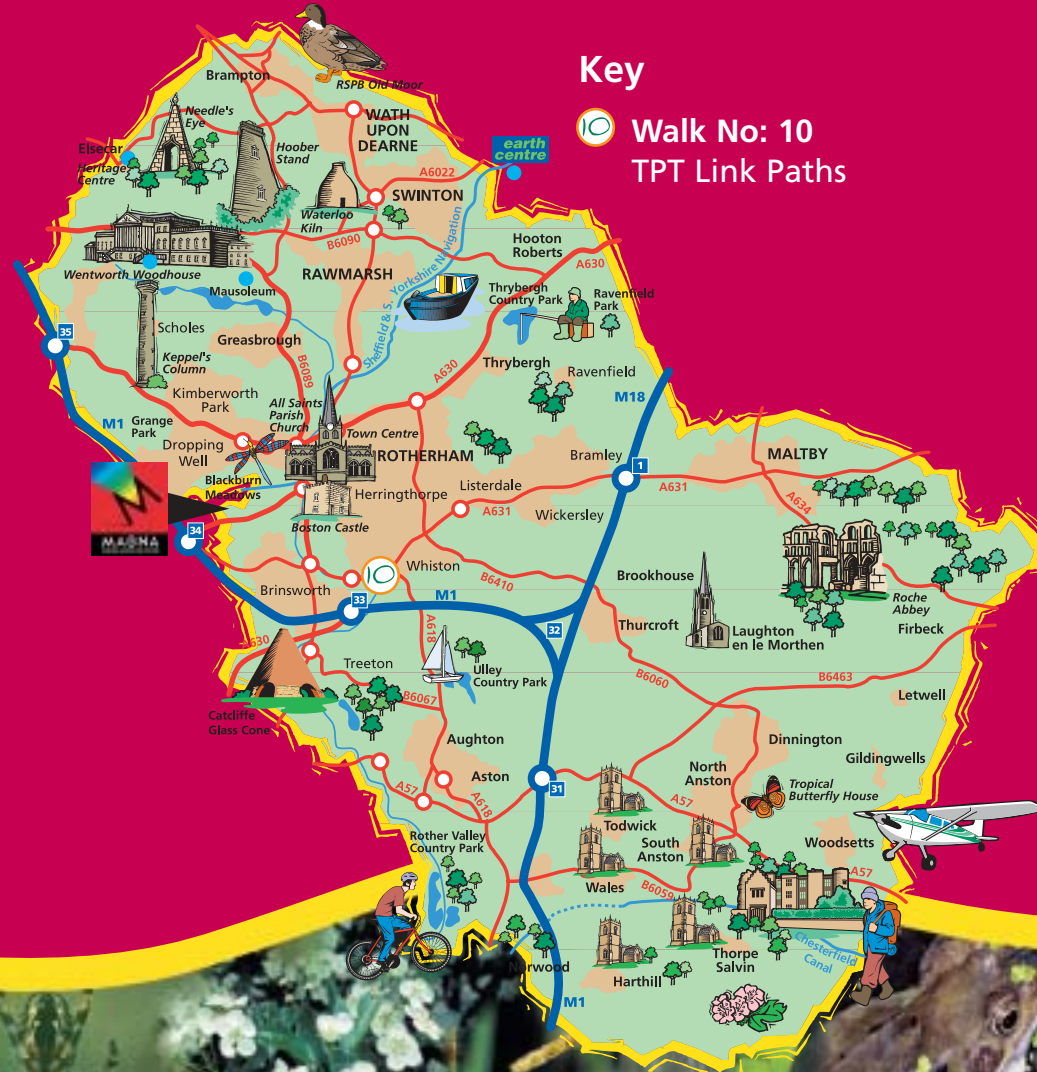 Key
10 Walk No: 10
TPT Link Paths
Brampton
RSPB Old Moor
Needle's
Eye
WATH
UPON
DEARNE
Hoober
Stand
Elsecar
Heritage
Centre
earth
centre
A6022
SWINTON
Waterloo
Kiln
B6090
Sheffield & S. Yorkshire Navigation
Hooton
Roberts
A630
Wentworth Woodhouse
RAWMARSH
Mausoleum
Thrybergh
Country Park
Ravenfield
Park
35
Scholes
Greasbrough
Keppel's
Column
B6089
A630
Thrybergh
Ravenfield
Kimberworth
Park
M18
M1
Grange
Park
All Saints
Parish
Church
Town Centre
Dropping
Well
ROTHERHAM
Bramley
MALTBY
1
Blackburn
Meadows
Herringthorpe
Listerdale
A631
A631
A634
Wickersley
Boston Castle
MAGNA
34
10
Whiston
B6410
Brinsworth
33
M1
Brookhouse
Roche
Abbey
A618
32
Thurcroft
Laughton
en le Morthen
Firbeck
A630
Treeton
Ulley
Country Park
B6060
B6463
B6067
Letwell
Catcliffe
Glass Cone
Aughton
Dinnington
Gildingwells
Aston
31
North
Anston
Tropical
Butterfly House
A57
A618
A57
Todwick
Rother Valley
Country Park
South
Anston
Woodsetts
Wales
B6059
A57
Chesterfield
Canal
Norwood
Thorpe
Salvin
Harthill
M1